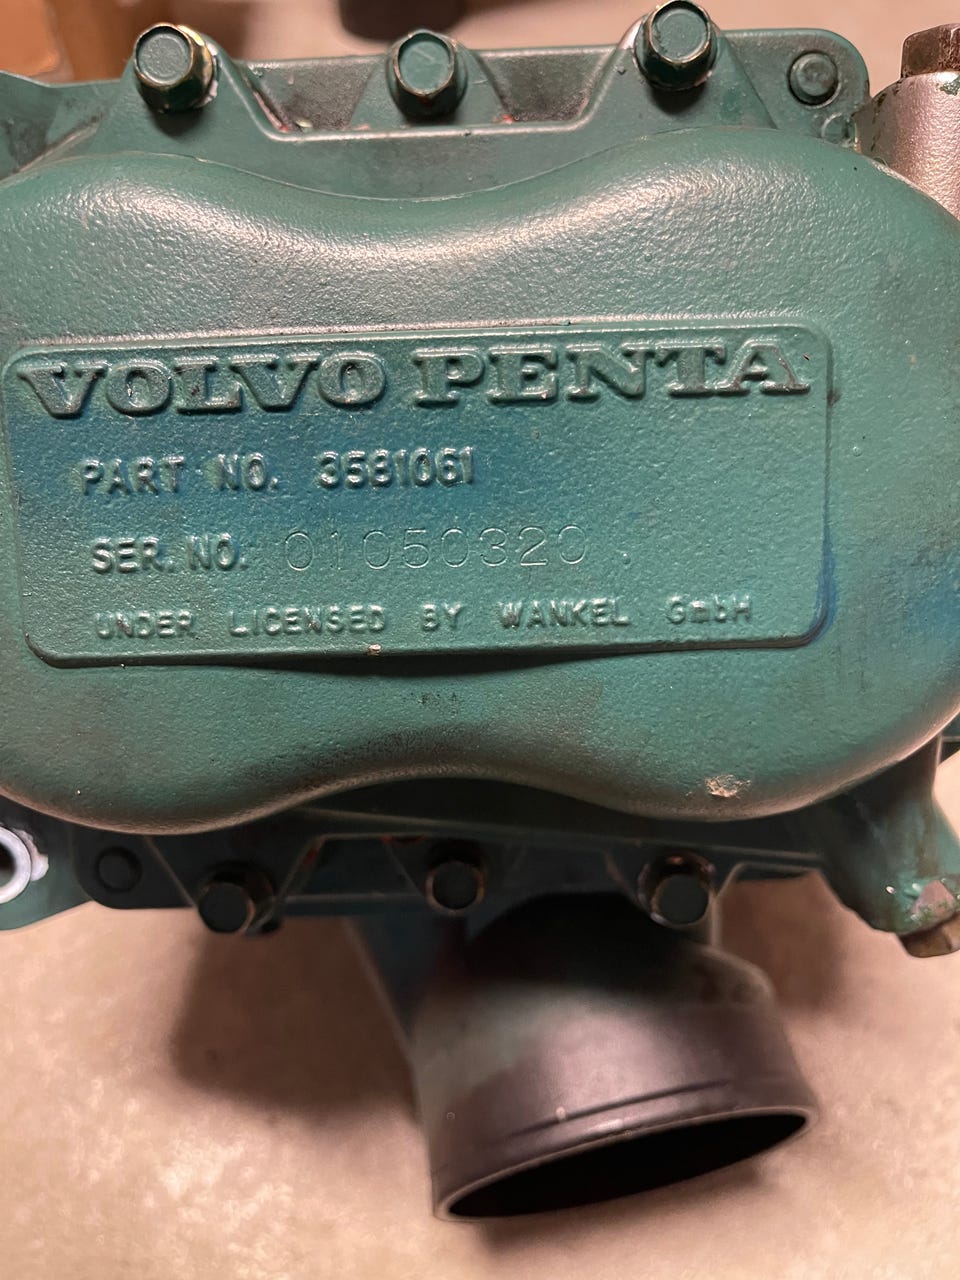 VOLVO PENTA
PART NO. 3581061
SER. NO. 01050320
UNDER LICENSED BY WANKEL GmbH